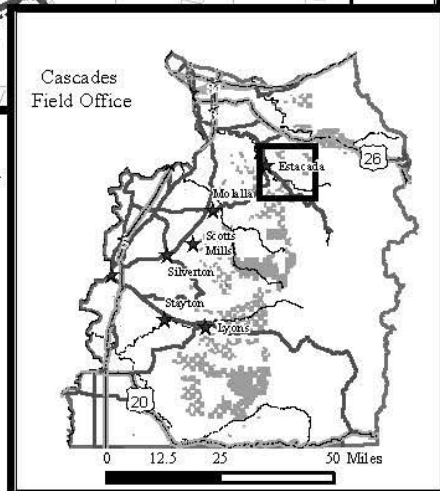 Cascades
Field Office
26
Estacada
Molalla
Scotts
Mills
Silverton
Stayton
Lyons
20
0 12.5 25 50 Miles